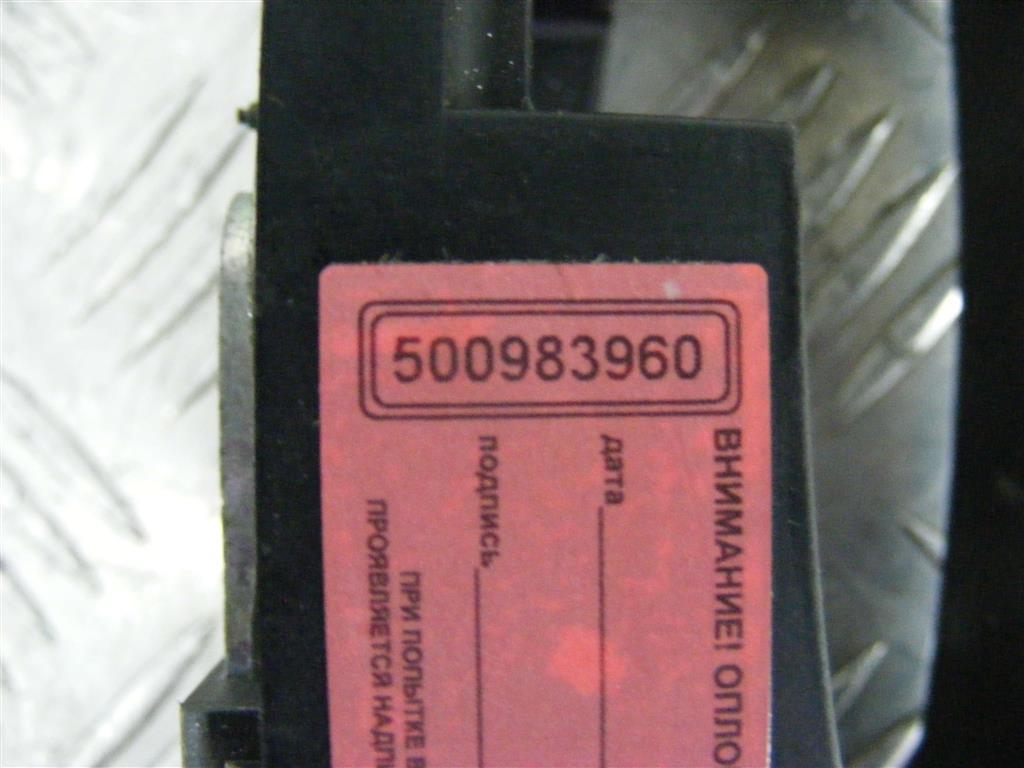 500983960
ВНИМАНИЕ! ОПЛО
дата
подпись
ПРИ ПОПЫТКЕ В
ПРОЯВЛЯЕТСЯ НАДП